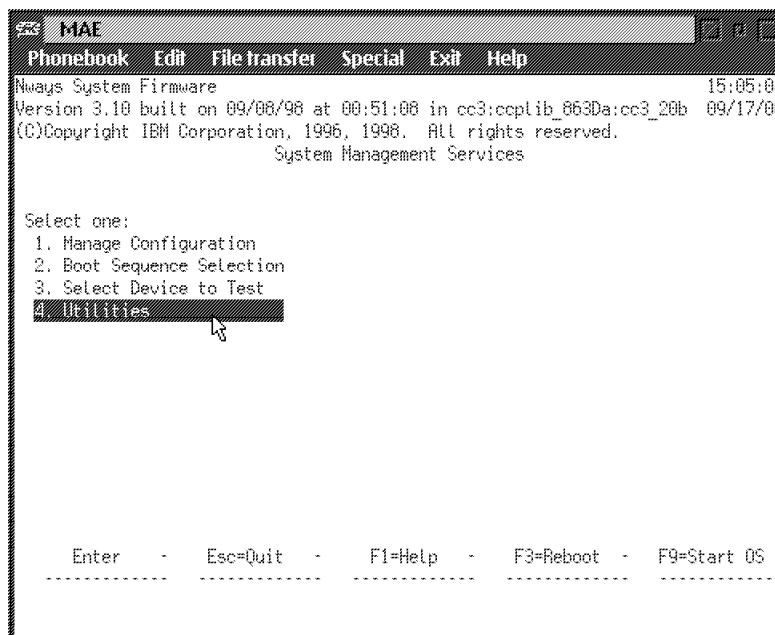 MAE
Phonebook Edit File transfer Special Exit Help
Nways System Firmware 15:05:0
Version 3.10 built on 09/08/98 at 00:51:08 in cc3:ccplib_863Da:cc3_20b 09/17/0
(C)Copyright IBM Corporation, 1996, 1998. All rights reserved.
System Management Services
Select one:
1. Manage Configuration
2. Boot Sequence Selection
3. Select Device to Test
4. Utilities
Enter - Esc=Quit - F1=Help - F3=Reboot - F9=Start OS